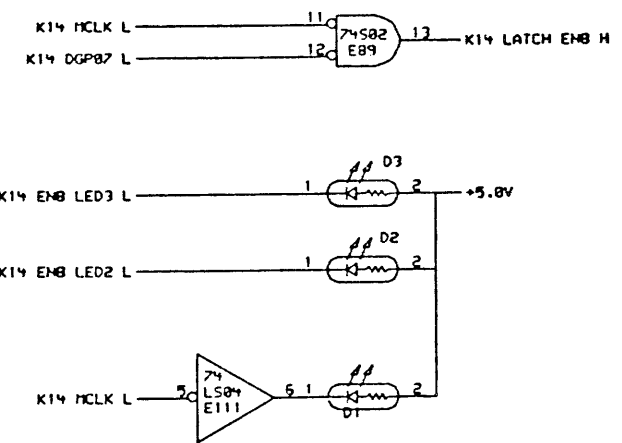 K14 MCLK L 11 74S02 13 K14 LATCH ENB H
K14 DGP07 L 12 E89
D3
K14 ENB LED3 L 1 2 +5.0V
D2
K14 ENB LED2 L 1 2
74
LS04
K14 MCLK L 5 6 1 2
E111
D1